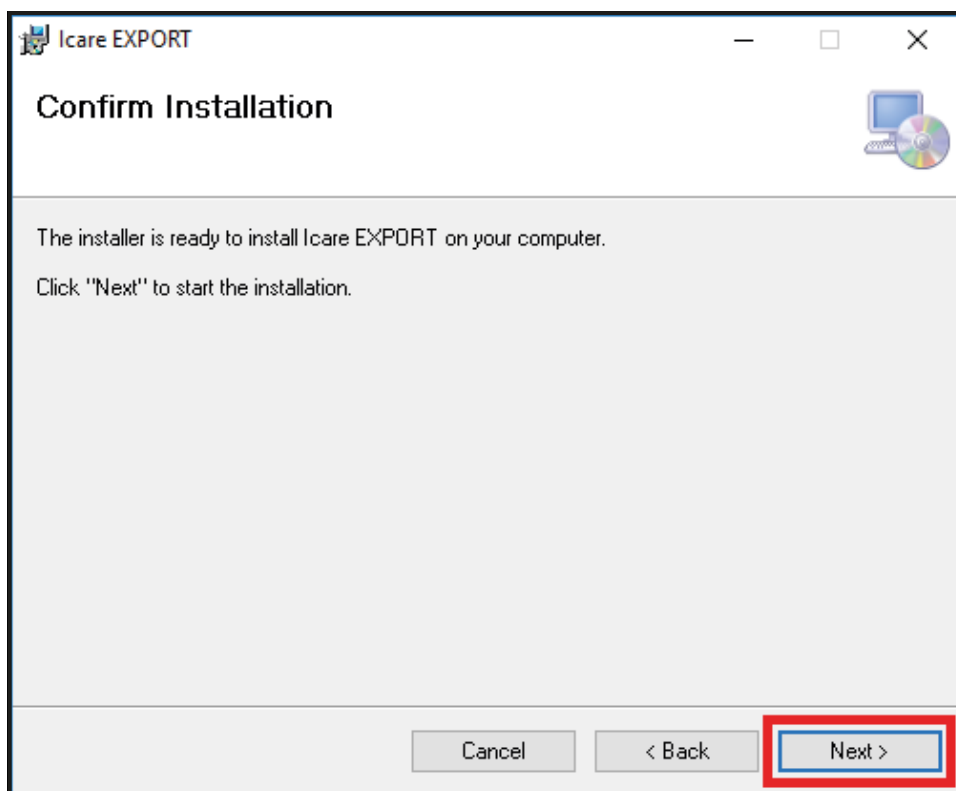 Icare EXPORT
Confirm Installation
The installer is ready to install Icare EXPORT on your computer.
Click "Next" to start the installation.
Cancel
< Back
Next >